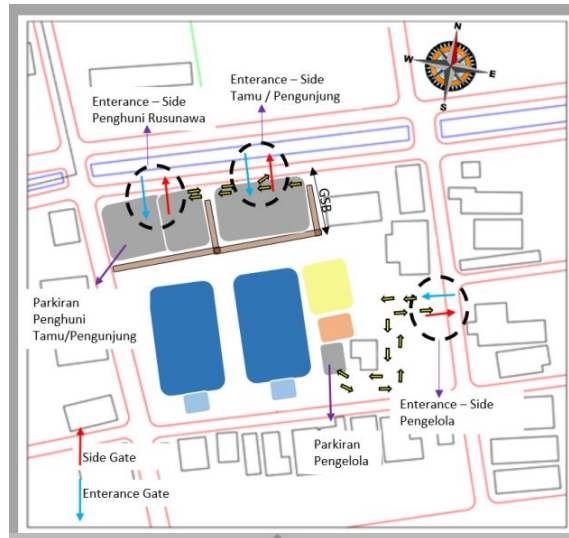 N
W
E
S
Enterance – Side
Tamu / Pengunjung
Enterance – Side
Penghuni Rusunawa
GSB
Parkiran
Penghuni
Tamu/Pengunjung
Enterance – Side
Pengelola
Parkiran
Pengelola
Side Gate
Enterance Gate